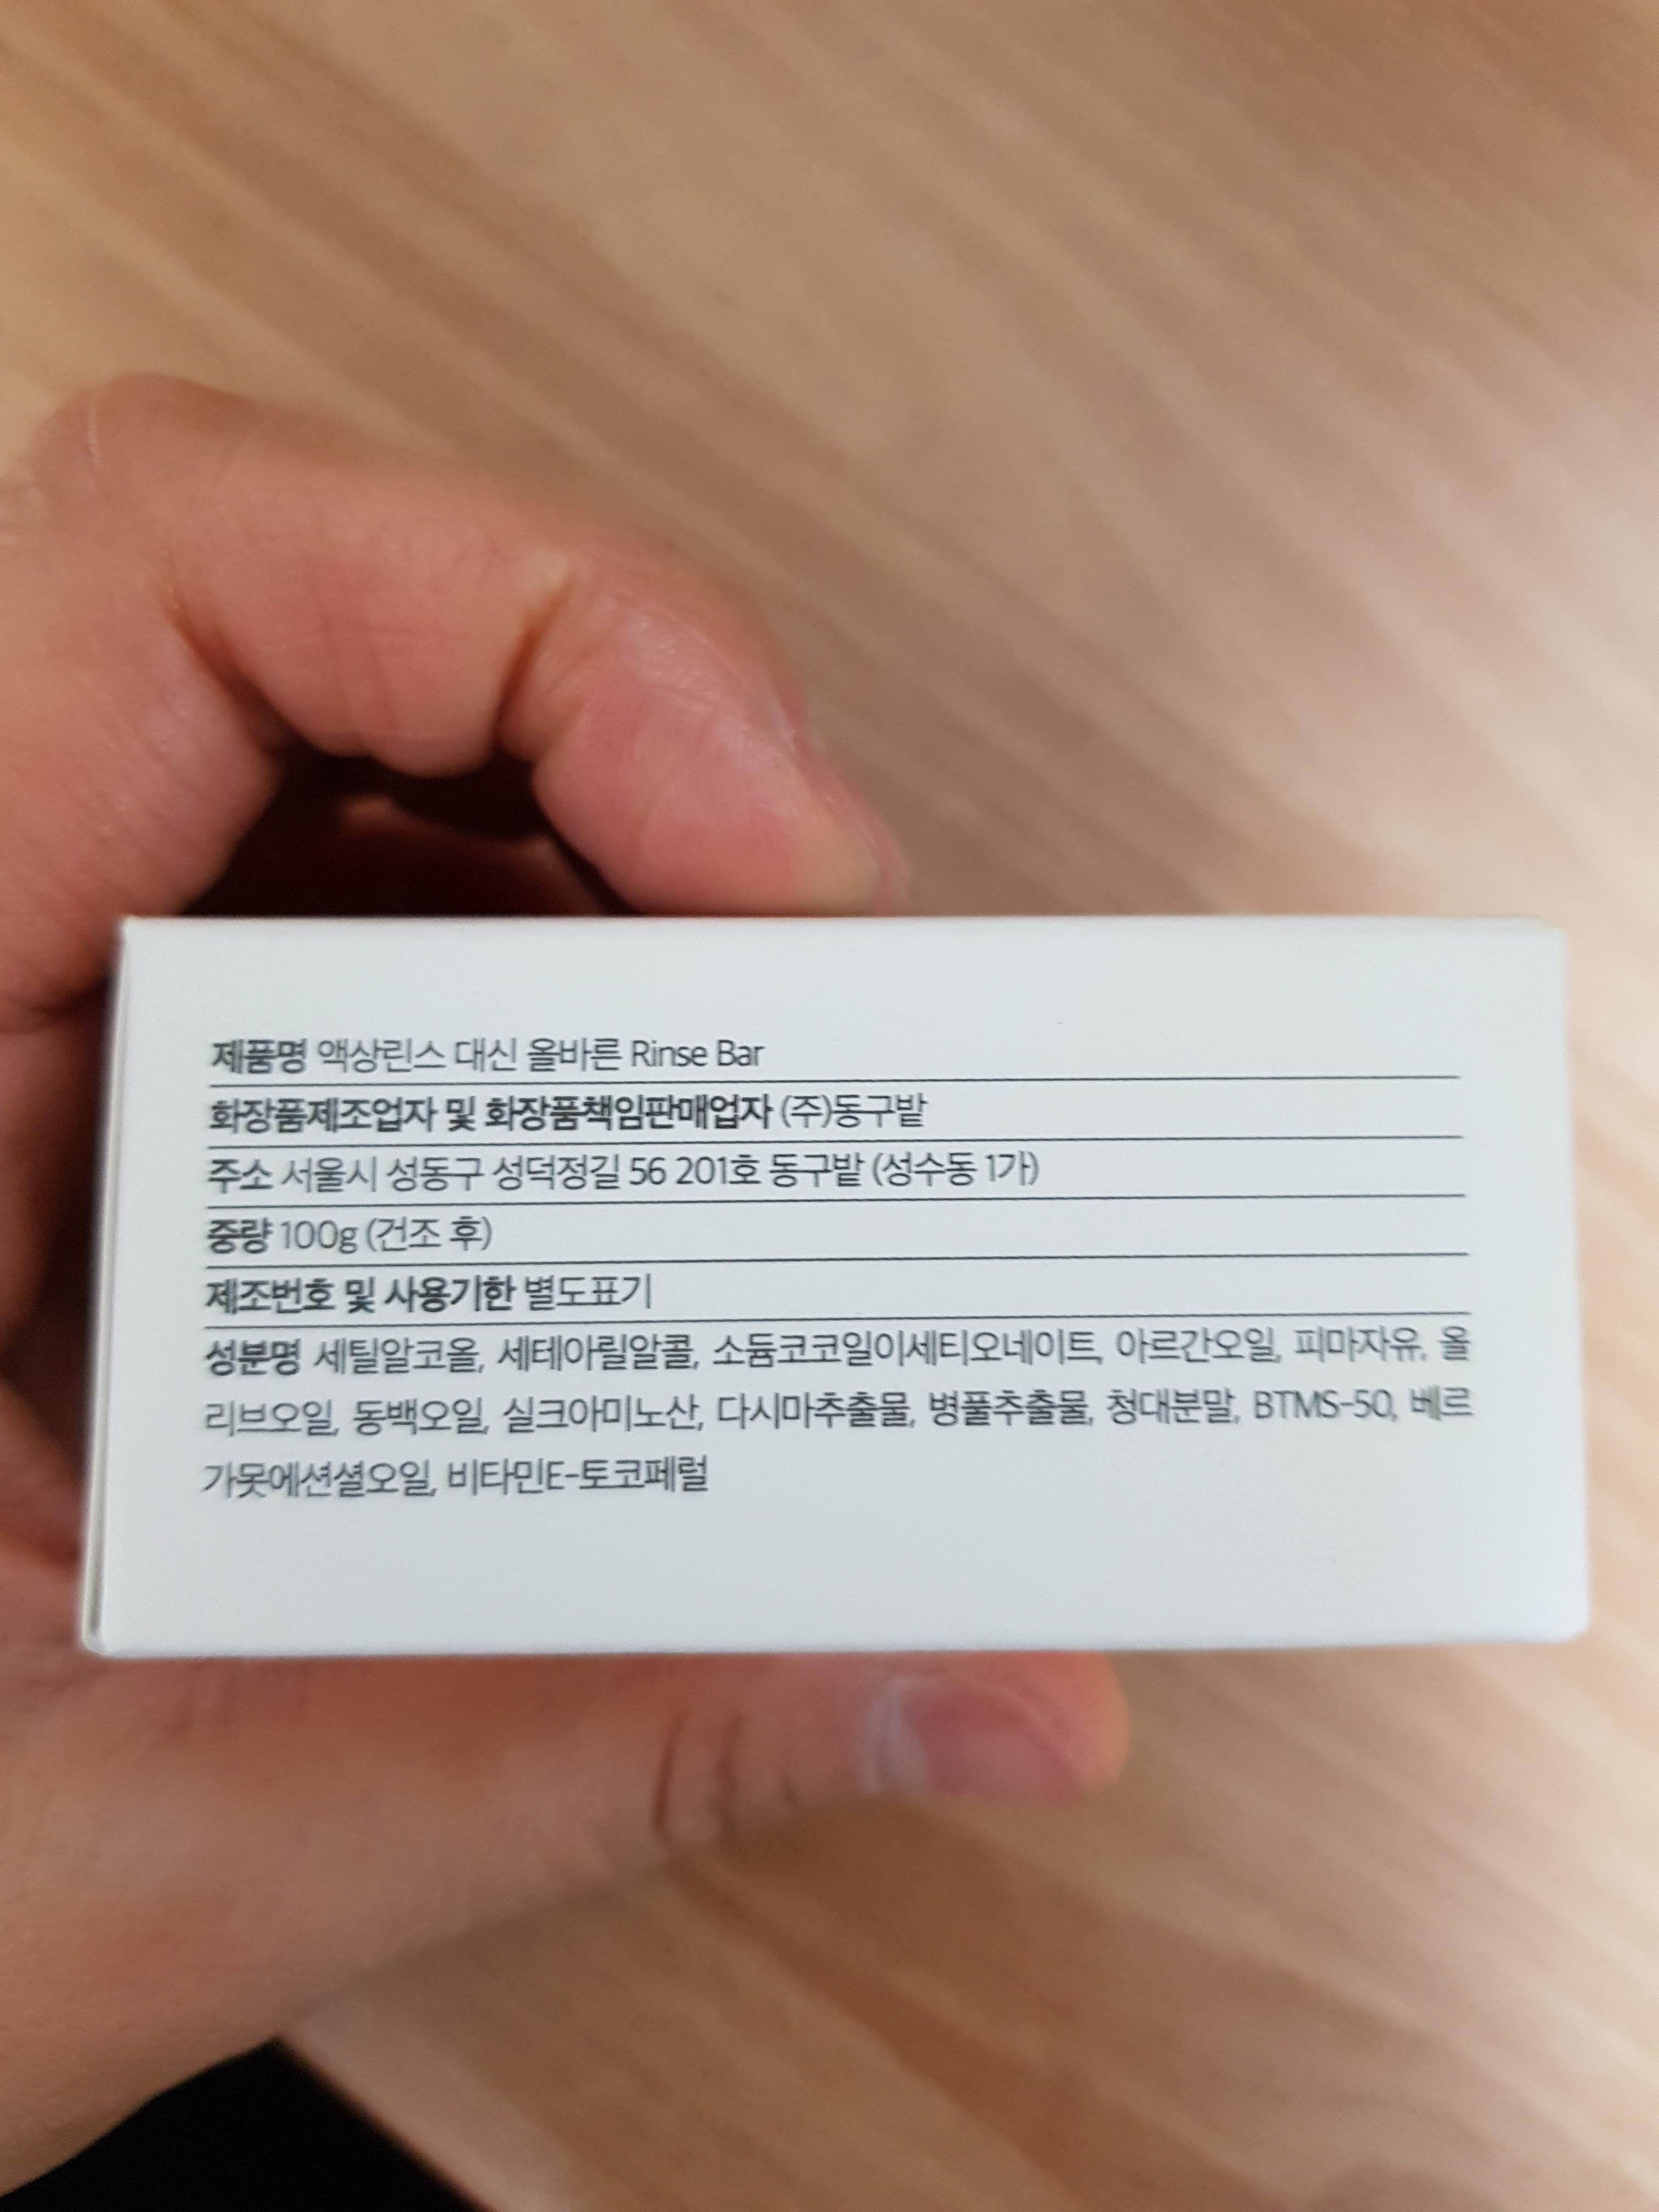 제품명 액상린스 대신 올바른 Rinse Bar
화장품제조업자 및 화장품책임판매업자 (주)동구밭
주소 서울시 성동구 성덕정길 56 201호 동구밭 (성수동 1가)
중량 100g (건조 후)
제조번호 및 사용기한 별도표기
성분명 세틸알코올, 세테아릴알콜, 소듐코코일이세티오네이트, 아르간오일, 피마자유, 올
리브오일, 동백오일, 실크아미노산, 다시마추출물, 병풀추출물, 청대분말, BTMS-50, 베르
가못에션셜오일, 비타민E-토코페럴